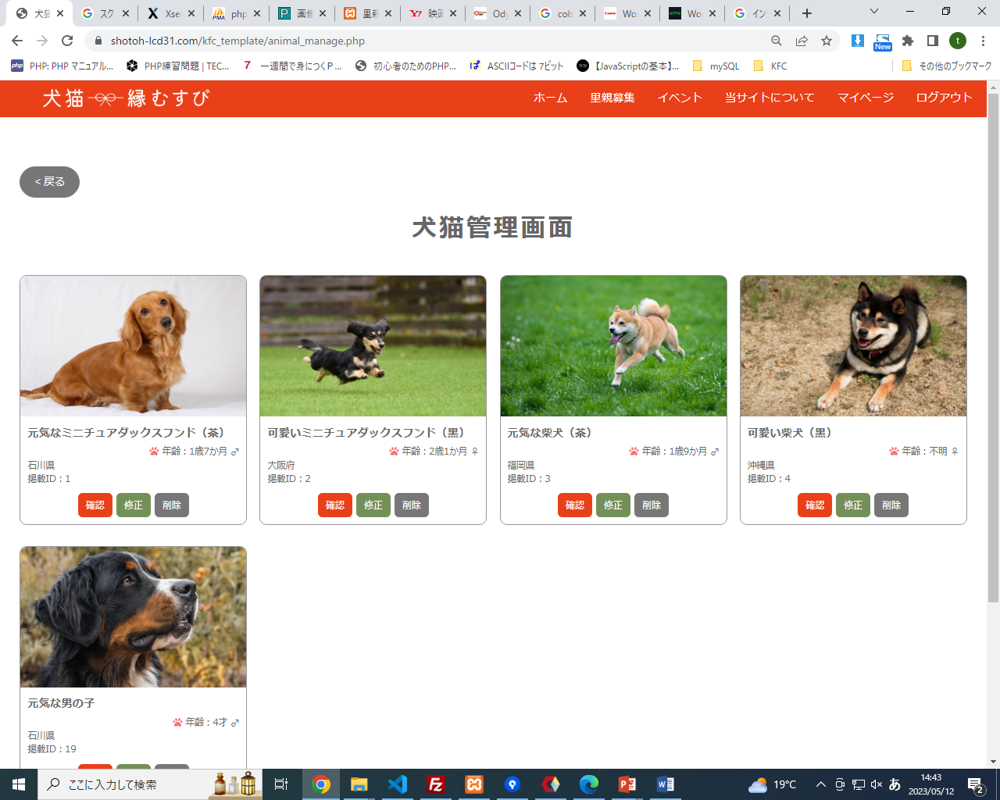 犬猫
スク
Xse
php
画像
里親
映画
Ody
cols
Wo
Wo
イン
shotoh-lcd31.com/kfc_template/animal_manage.php
New
t
PHP: PHP マニュアル...
PHP練習問題 | TEC...
一週間で身につくP ...
初心者のためのPHP...
ASCIIコードは 7ビット
【JavaScriptの基本】...
mySQL
KFC
その他のブックマーク
犬猫 縁むすび
ホーム
里親募集
イベント
当サイトについて
マイページ
ログアウト
< 戻る
犬猫管理画面
元気なミニチュアダックスフンド（茶）
年齢 : 1歳7か月 ♂
石川県
掲載ID : 1
確認 修正 削除
可愛いミニチュアダックスフンド（黒）
年齢 : 2歳1か月 ♀
大阪府
掲載ID : 2
確認 修正 削除
元気な柴犬（茶）
年齢 : 1歳9か月 ♂
福岡県
掲載ID : 3
確認 修正 削除
可愛い柴犬（黒）
年齢 : 不明 ♀
沖縄県
掲載ID : 4
確認 修正 削除
元気な男の子
年齢 : 4才 ♂
石川県
掲載ID : 19
ここに入力して検索
19°C
あ
14:43
2023/05/12
2